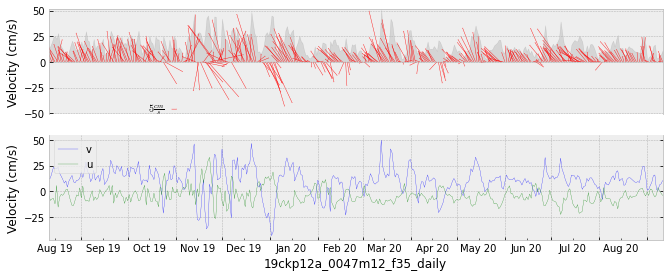 50
25
0
−25
−50
Velocity (cm/s)
5 cm/s
50
25
0
−25
Velocity (cm/s)
v
u
Aug 19 Sep 19 Oct 19 Nov 19 Dec 19 Jan 20 Feb 20 Mar 20 Apr 20 May 20 Jun 20 Jul 20 Aug 20
19ckp12a_0047m12_f35_daily